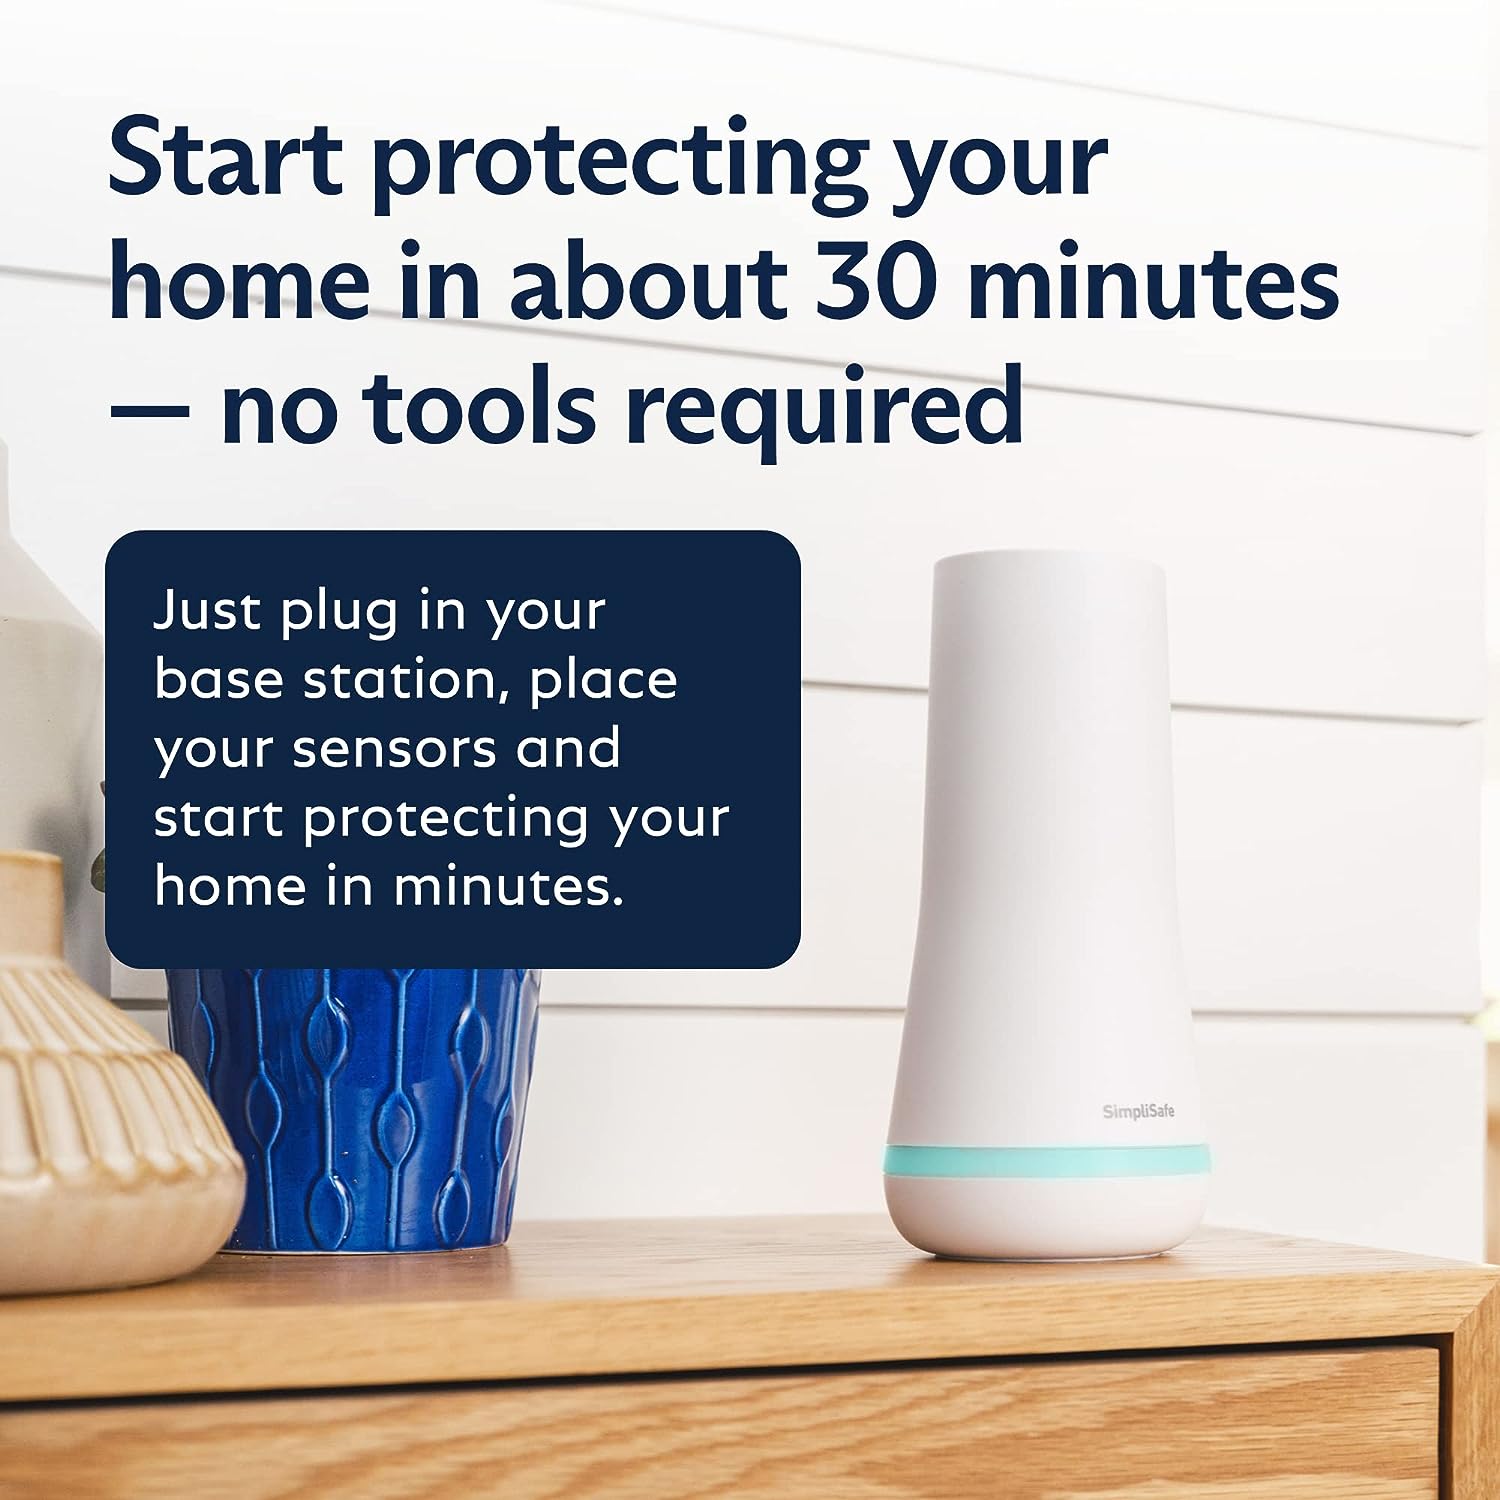 Start protecting your
home in about 30 minutes
— no tools required
Just plug in your
base station, place
your sensors and
start protecting your
home in minutes.
SimpliSafe